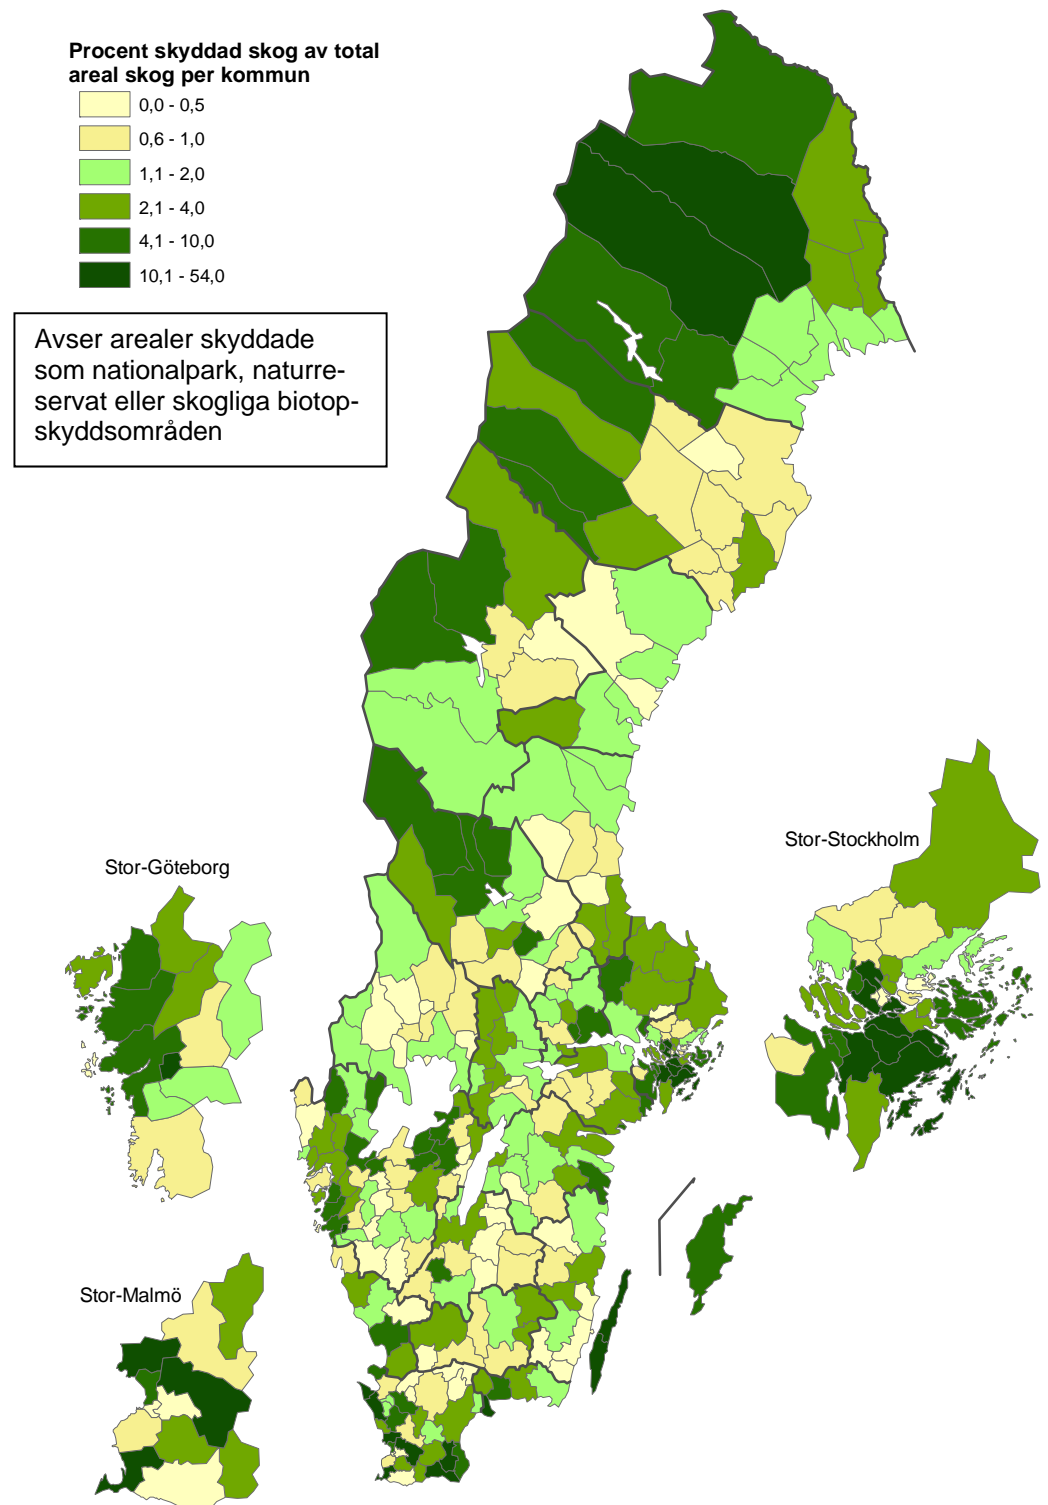 Procent skyddad skog av total
areal skog per kommun
0,0 - 0,5
0,6 - 1,0
1,1 - 2,0
2,1 - 4,0
4,1 - 10,0
10,1 - 54,0
Avser arealer skyddade
som nationalpark, naturre-
servat eller skogliga biotop-
skyddsområden
Stor-Stockholm
Stor-Göteborg
Stor-Malmö